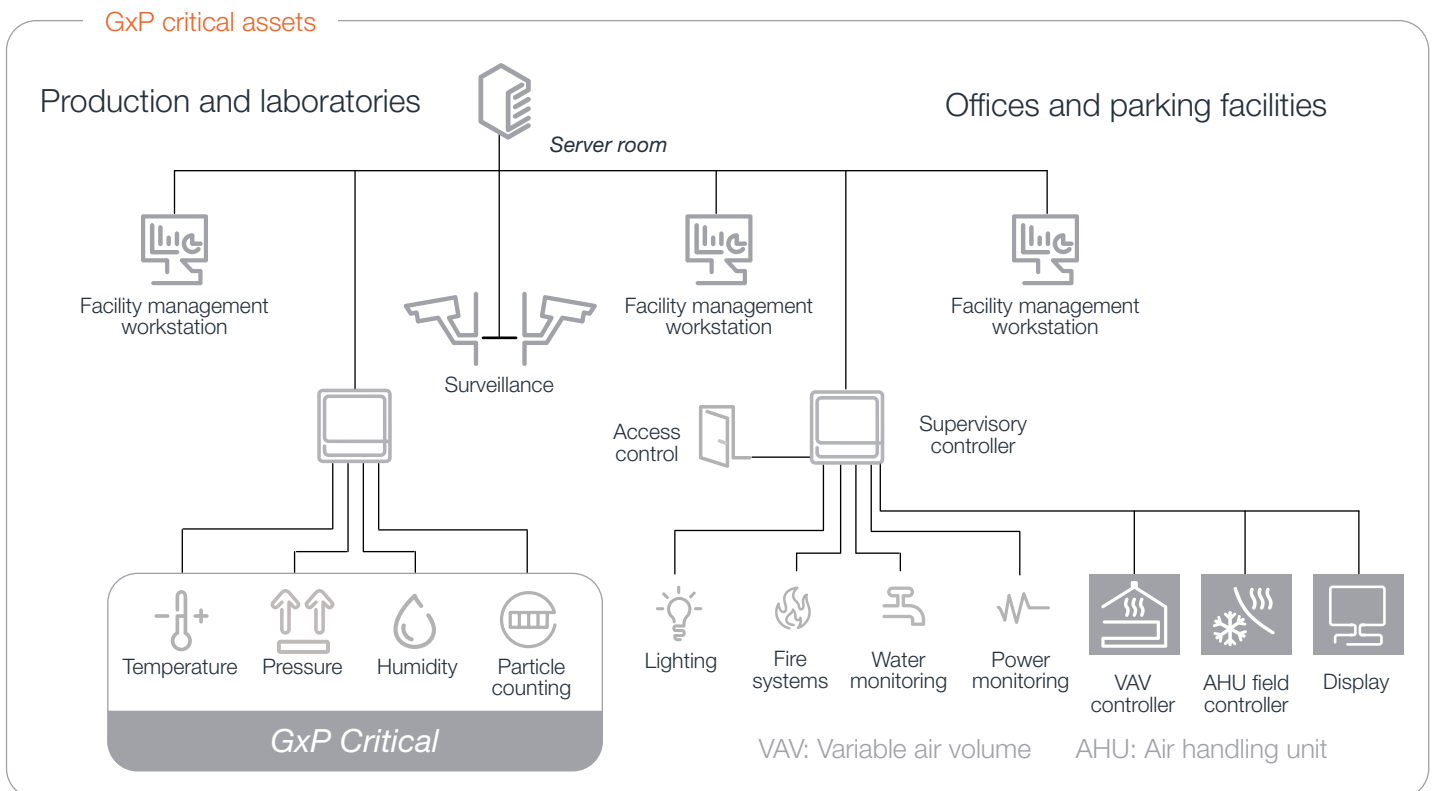 GxP critical assets
Production and laboratories
Offices and parking facilities
Server room
Facility management
workstation
Facility management
workstation
Facility management
workstation
Surveillance
Access
control
Supervisory
controller
Temperature
Pressure
Humidity
Particle
counting
GxP Critical
Lighting
Fire
systems
Water
monitoring
Power
monitoring
VAV
controller
AHU field
controller
Display
VAV: Variable air volume
AHU: Air handling unit